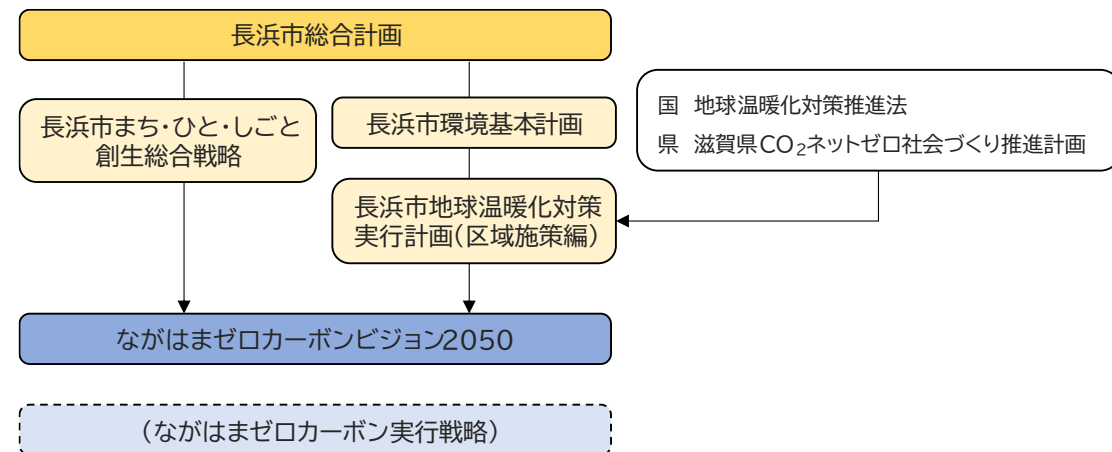 長浜市総合計画
長浜市まち・ひと・しごと
創生総合戦略
長浜市環境基本計画
国 地球温暖化対策推進法
県 滋賀県CO₂ネットゼロ社会づくり推進計画
長浜市地球温暖化対策
実行計画(区域施策編)
ながはまゼロカーボンビジョン2050
(ながはまゼロカーボン実行戦略)